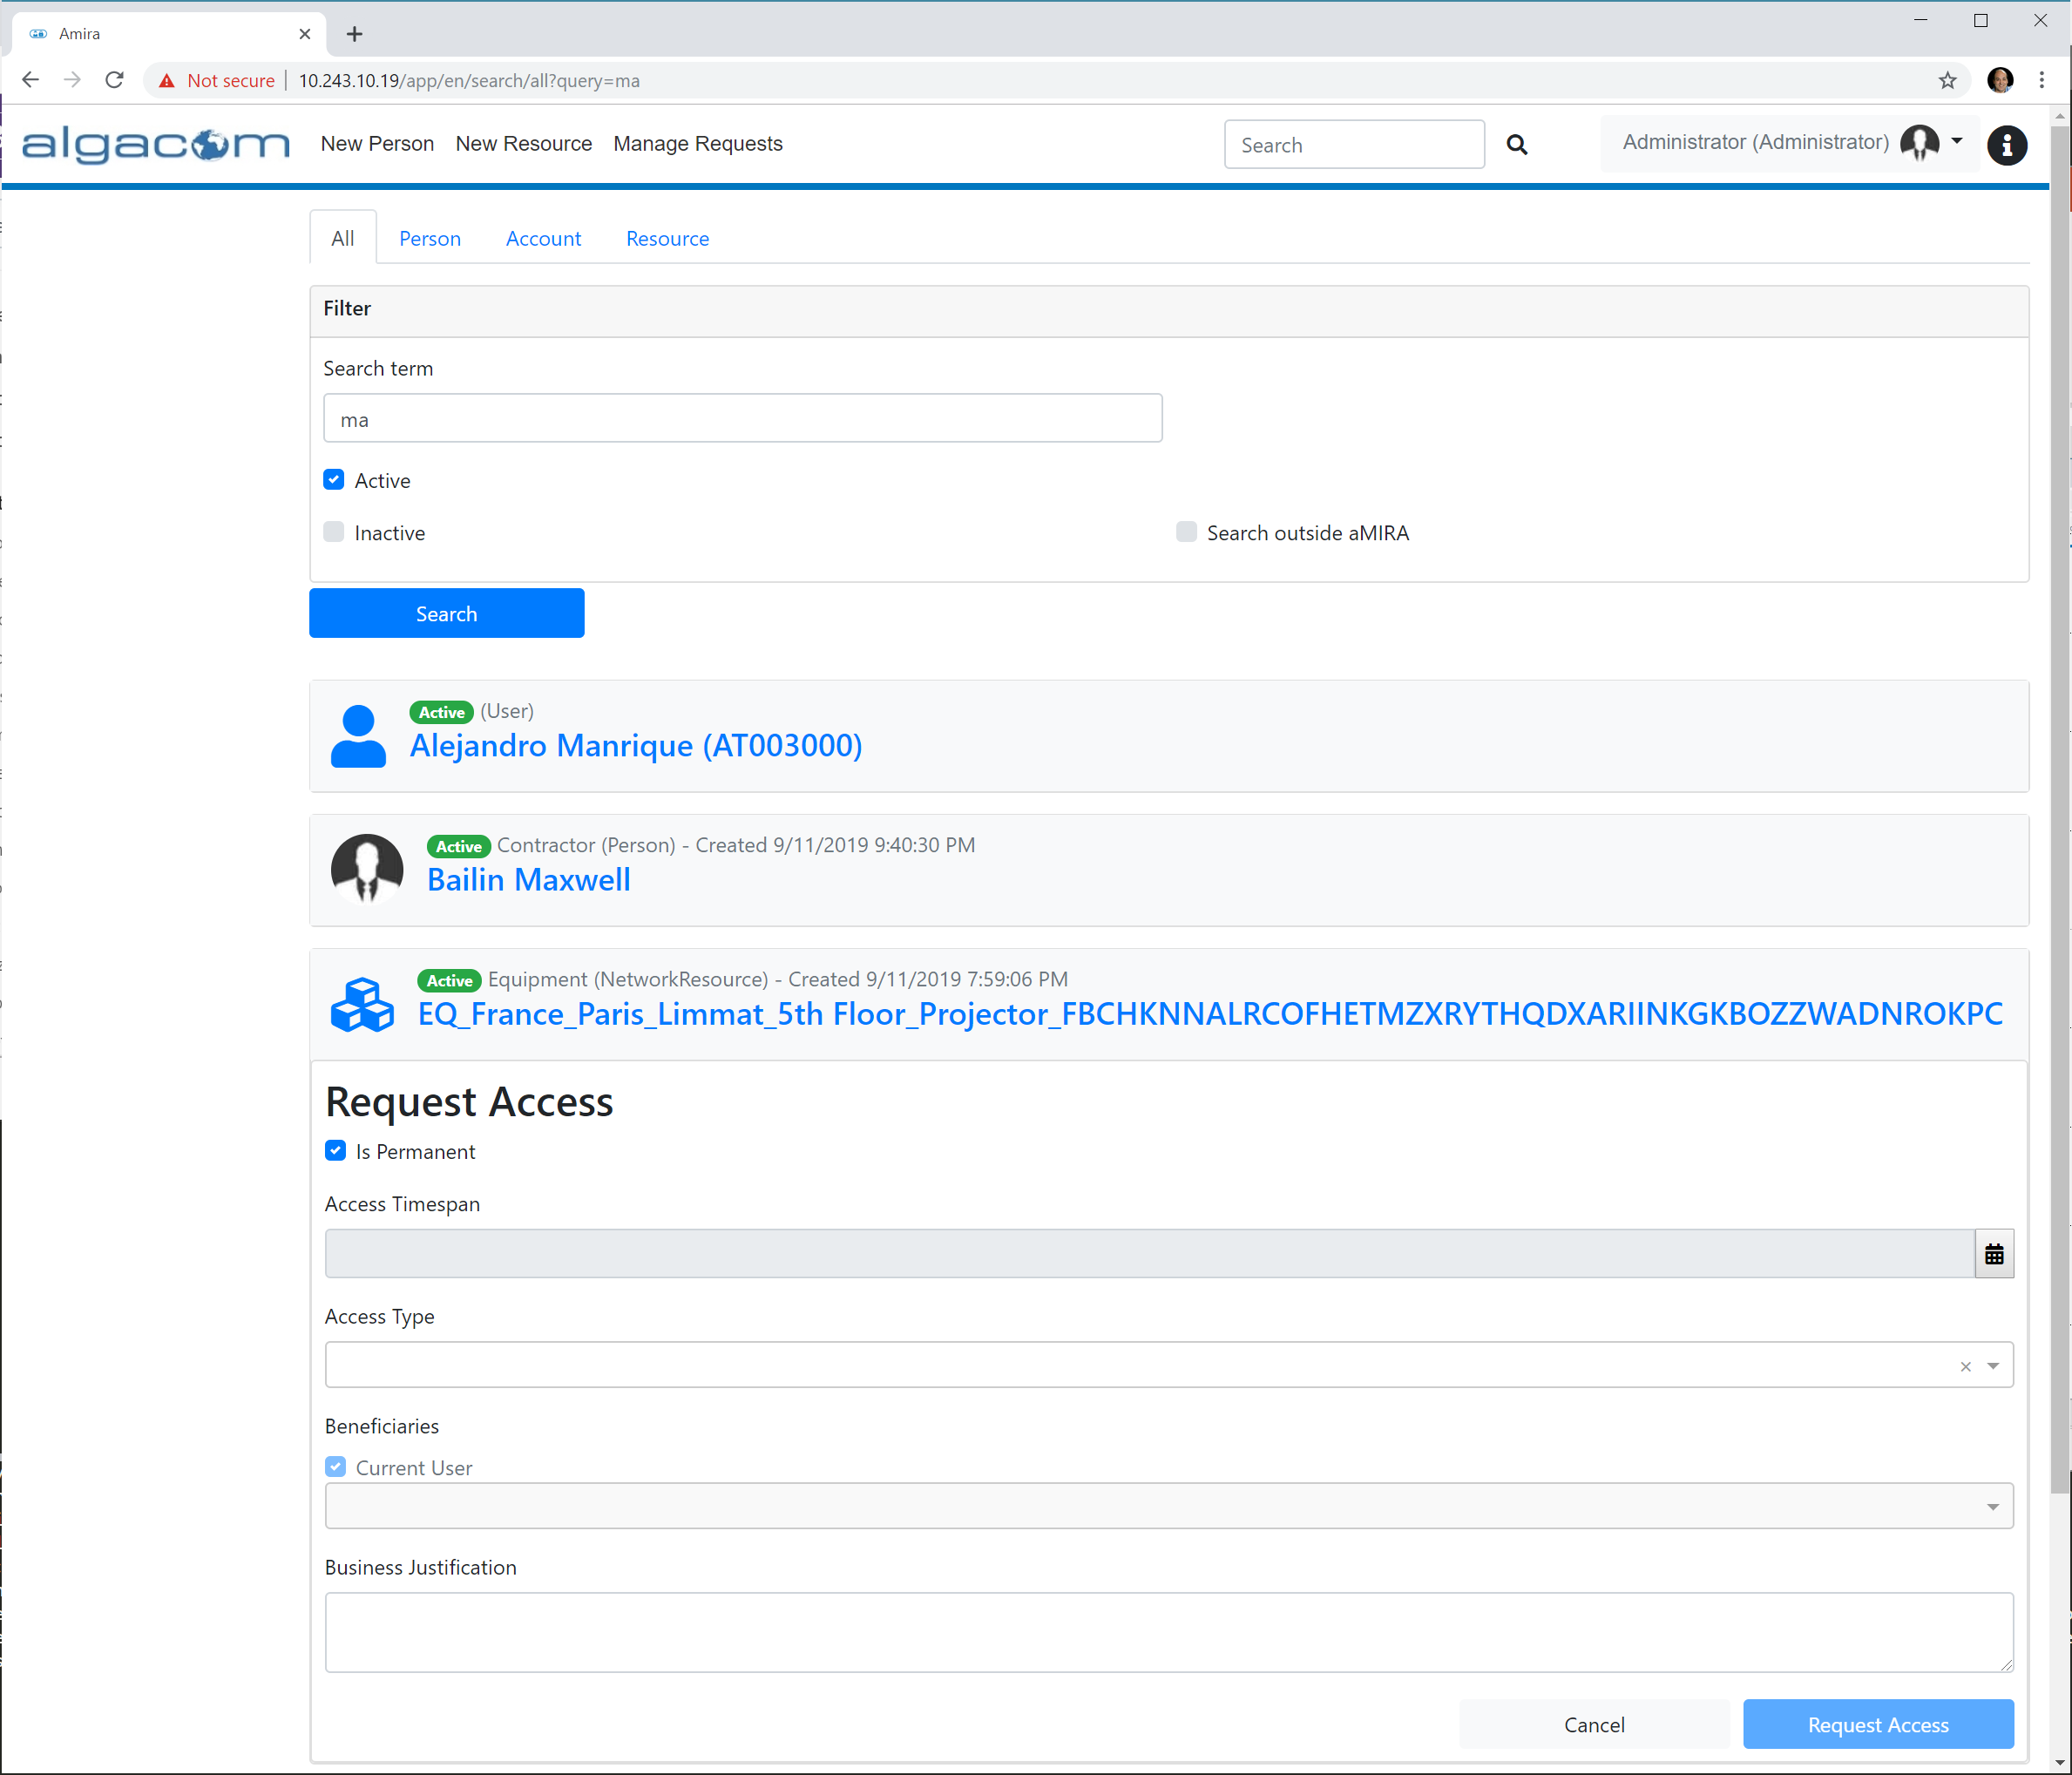 Amira
Not secure | 10.243.10.19/app/en/search/all?query=ma
algacom New Person New Resource Manage Requests Search Administrator (Administrator)
All Person Account Resource
Filter
Search term
ma
Active
Inactive Search outside aMIRA
Search
Active (User)
Alejandro Manrique (AT003000)
Active Contractor (Person) - Created 9/11/2019 9:40:30 PM
Bailin Maxwell
Active Equipment (NetworkResource) - Created 9/11/2019 7:59:06 PM
EQ_France_Paris_Limmat_5th Floor_Projector_FBCHKNNALRCOFHETMZXRYTHQDXARIINKGKBOZZWADNROKPC
Request Access
Is Permanent
Access Timespan
Access Type
Beneficiaries
Current User
Business Justification
Cancel Request Access